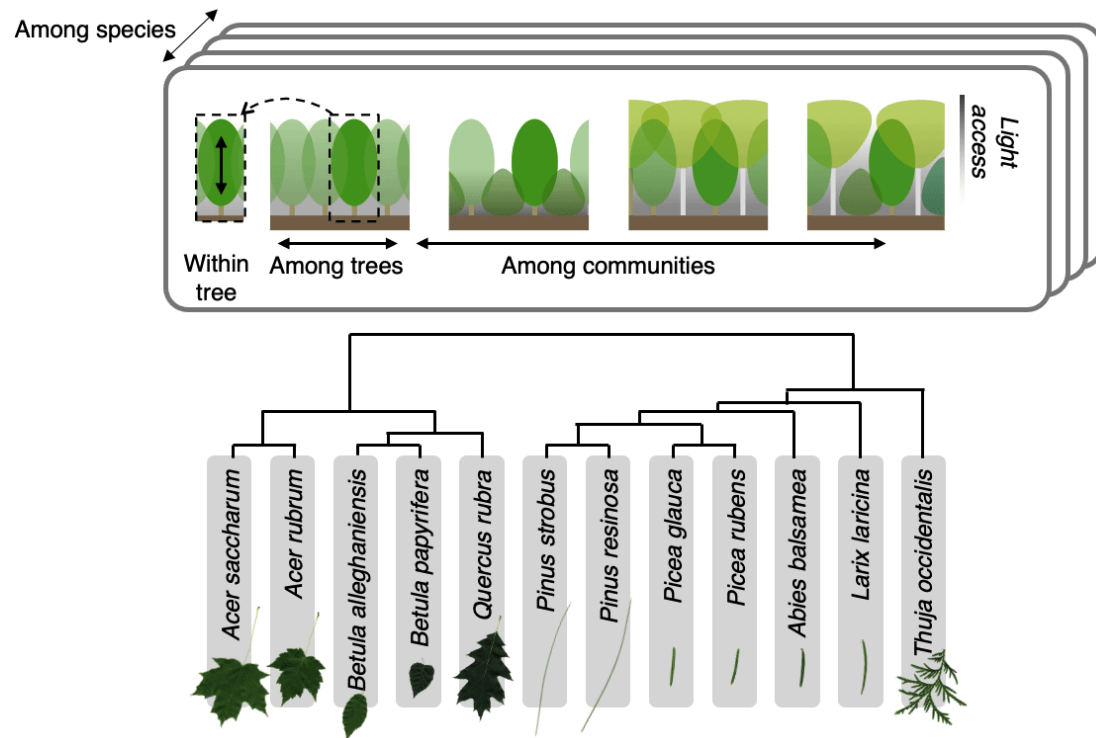 Among species
Light
access
Within
tree
Among trees
Among communities
Acer saccharum
Acer rubrum
Betula alleghaniensis
Betula papyrifera
Quercus rubra
Pinus strobus
Pinus resinosa
Picea glauca
Picea rubens
Abies balsamea
Larix laricina
Thuja occidentalis